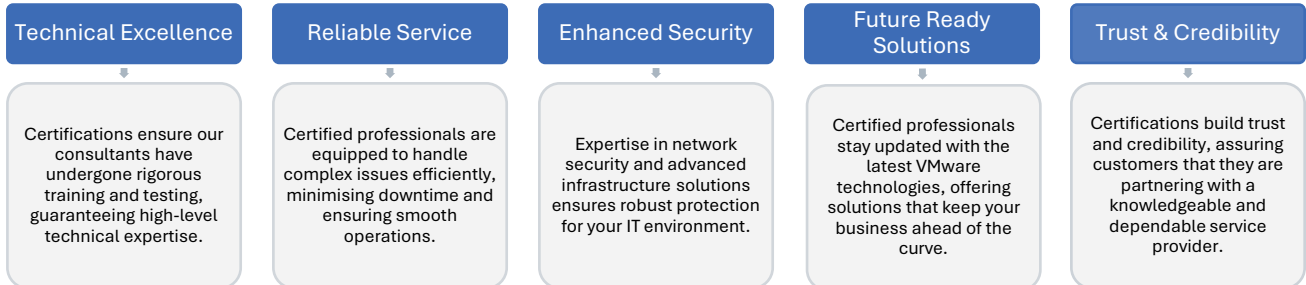 Technical Excellence
Certifications ensure our
consultants have
undergone rigorous
training and testing,
guaranteeing high-level
technical expertise.
Reliable Service
Certified professionals are
equipped to handle
complex issues efficiently,
minimising downtime and
ensuring smooth
operations.
Enhanced Security
Expertise in network
security and advanced
infrastructure solutions
ensures robust protection
for your IT environment.
Future Ready
Solutions
Certified professionals
stay updated with the
latest VMware
technologies, offering
solutions that keep your
business ahead of the
curve.
Trust & Credibility
Certifications build trust
and credibility, assuring
customers that they are
partnering with a
knowledgeable and
dependable service
provider.